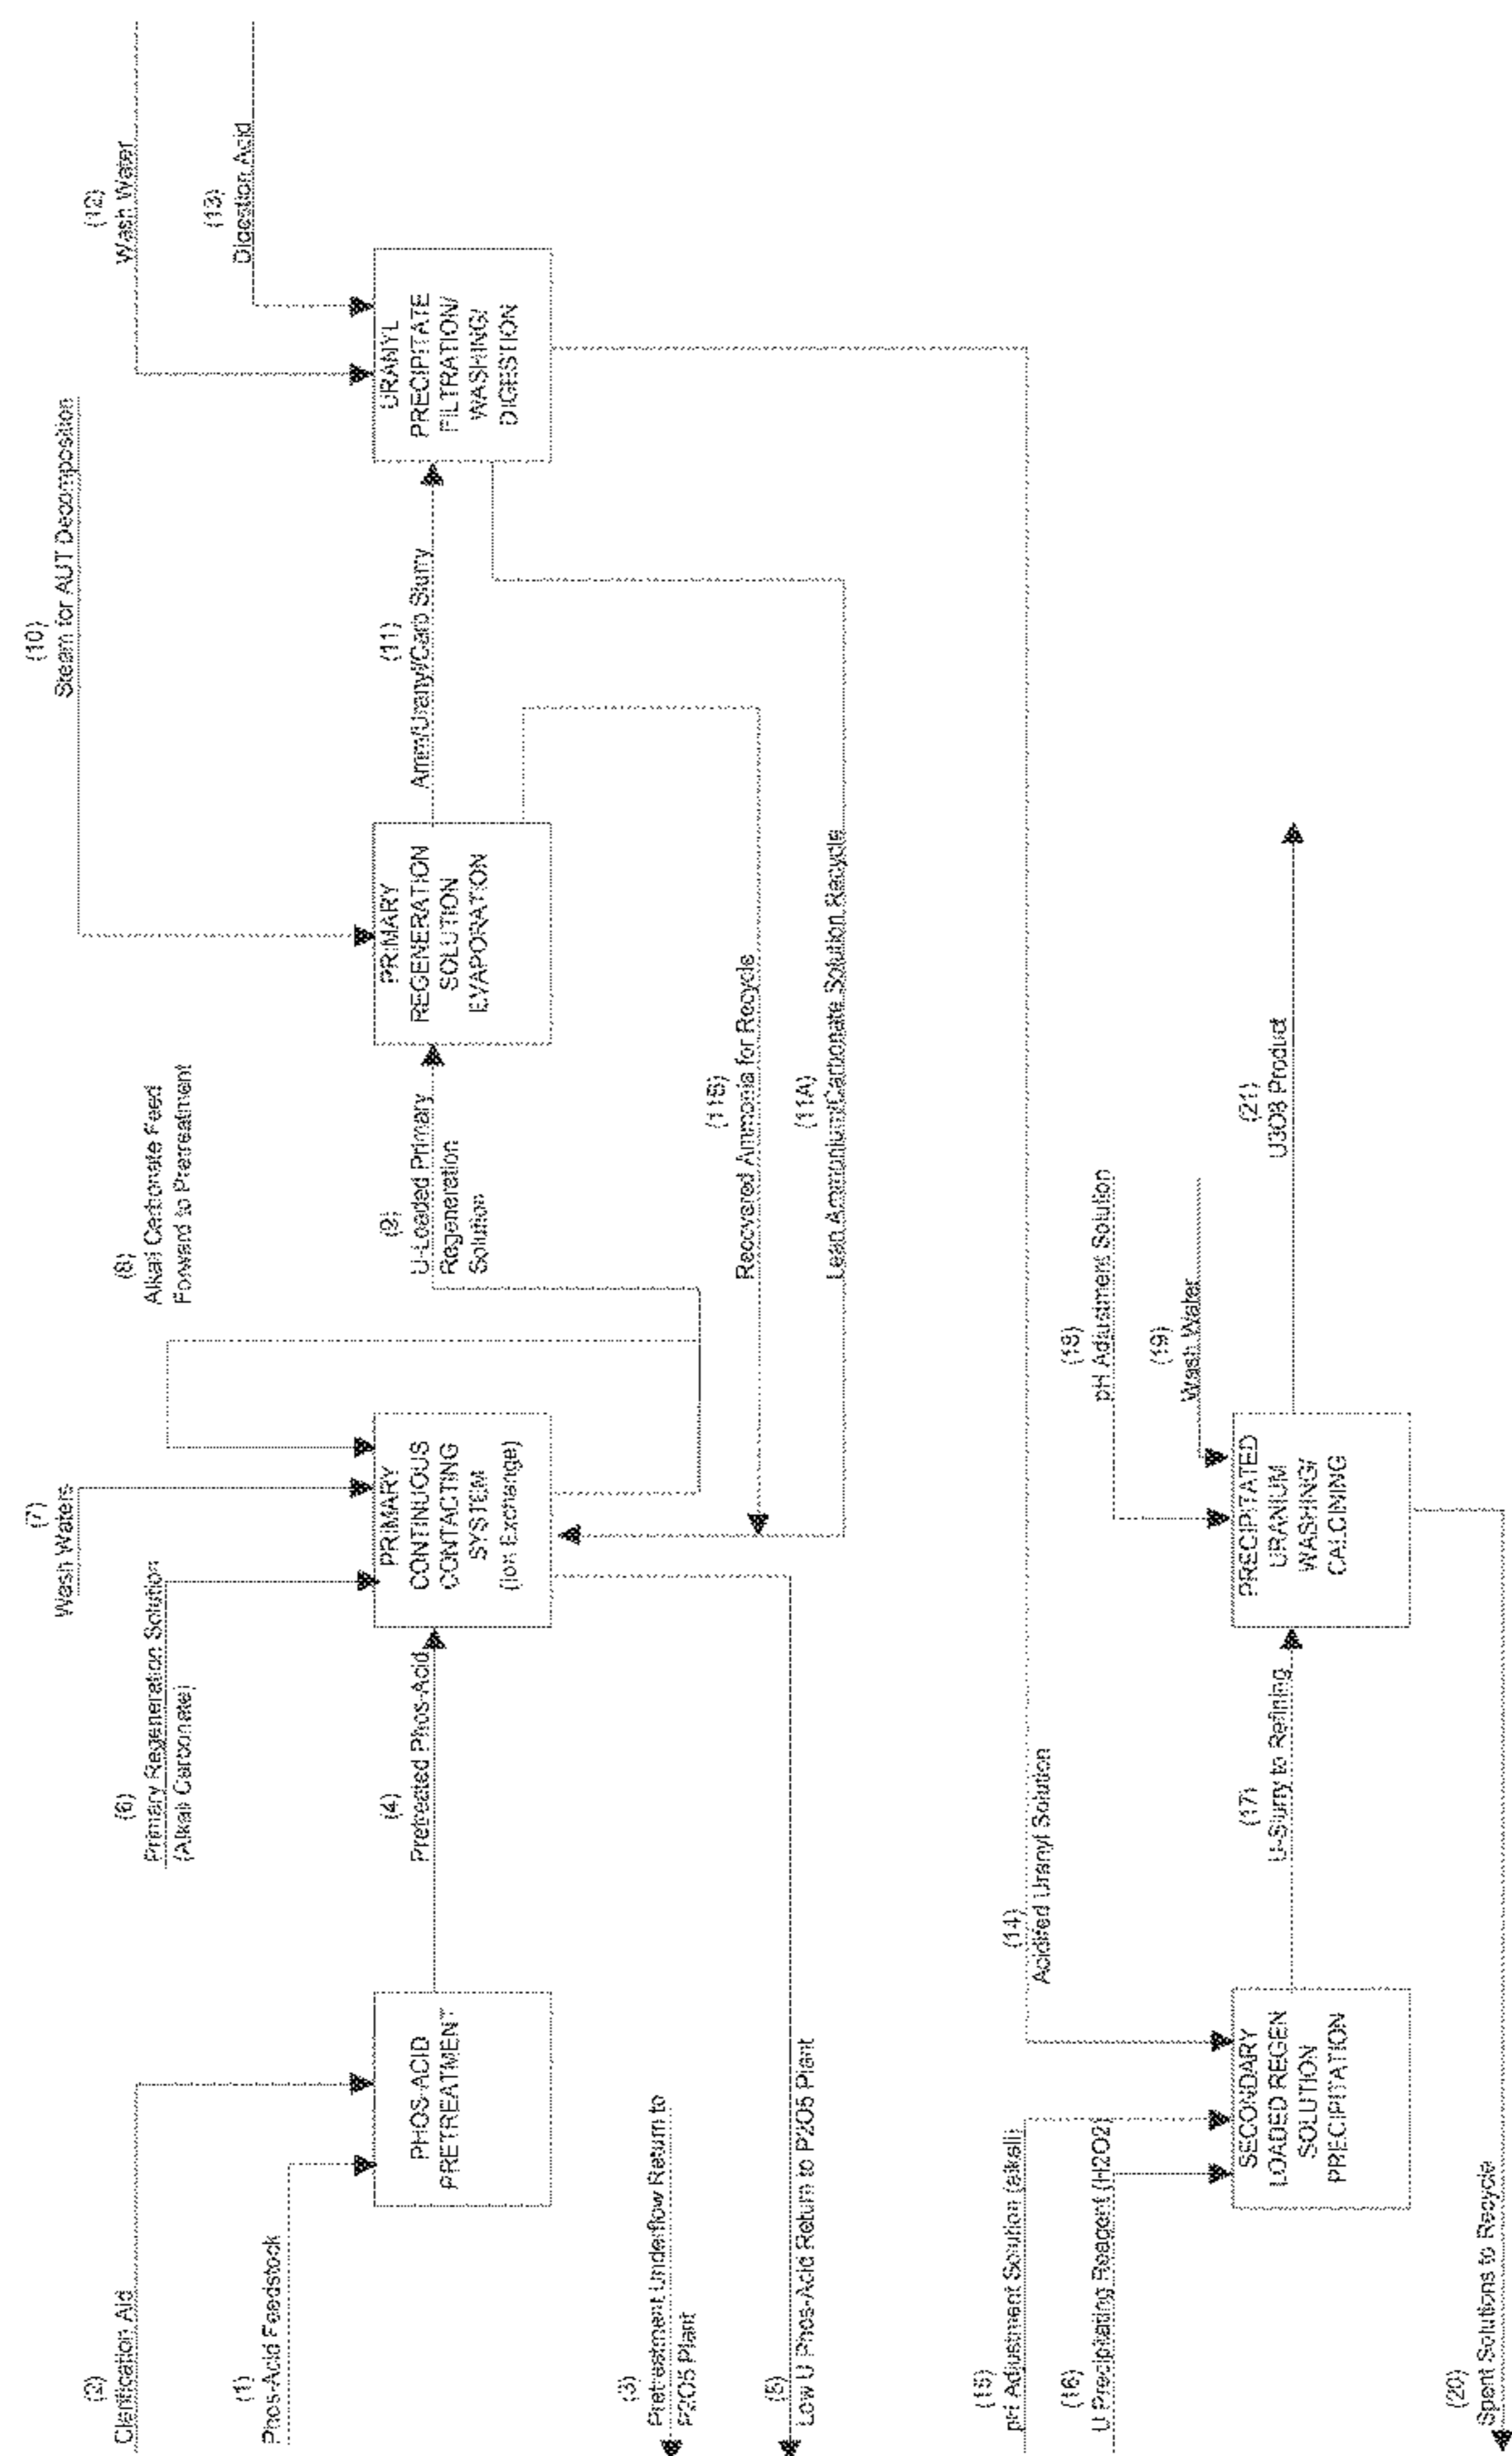 (2)
Clarification Aid
(1)
Phos-Acid Feedstock
PHOS-ACID
PRETREATMENT
(3)
Pretreatment Underflow Return to
P2O5 Plant
(5)
Low U Phos-Acid Return to P2O5 Plant
(4)
Pretreated Phos-Acid
(6)
Primary Regeneration Solution
(Alkali Carbonate)
(7)
Wash Waters
PRIMARY
CONTINUOUS
CONTACTING
SYSTEM
(Ion Exchange)
(8)
Alkali Carbonate Feed
Forward to Pretreatment
(9)
U-Loaded Primary
Regeneration
Solution
PRIMARY
REGENERATION
SOLUTION
EVAPORATION
(10)
Steam for AUT Decomposition
(11)
Amm/Uranyl/Carb Slurry
(11B)
Recovered Ammonia for Recycle
(11A)
Lean Ammonium/Carbonate Solution Recycle
(12)
Wash Water
(13)
Digestion Acid
URANYL
PRECIPITATE
FILTRATION/
WASHING/
DIGESTION
(14)
Acidifed Uranyl Solution
(15)
pH Adjustment Solution (alkali)
(16)
U Precipitating Reagent (H2O2)
SECONDARY
LOADED REGEN
SOLUTION
PRECIPITATION
(17)
U-Slurry to Refining
(18)
pH Adjustment Solution
(19)
Wash Water
PRECIPITATED
URANIUM
WASHING/
CALCINING
(21)
U3O8 Product
(20)
Spent Solutions to Recycle